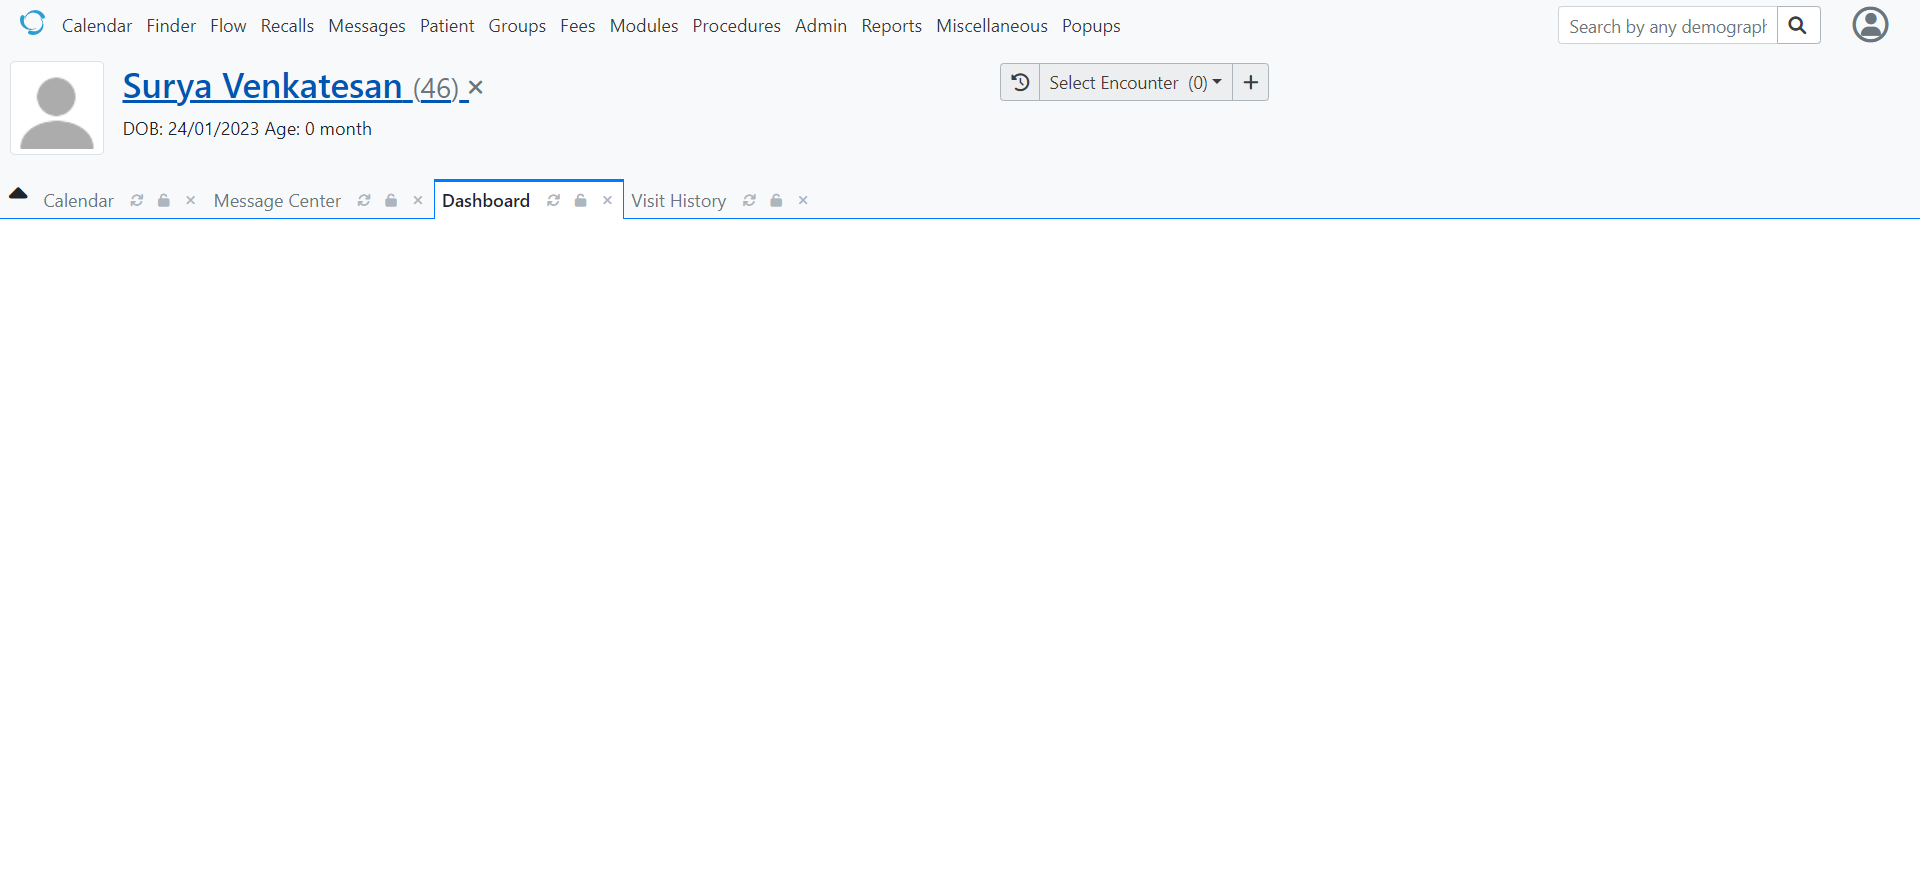 Calendar Finder Flow Recalls Messages Patient Groups Fees Modules Procedures Admin Reports Miscellaneous Popups Search by any demograph
Surya Venkatesan (46) × Select Encounter (0) +
DOB: 24/01/2023 Age: 0 month
Calendar × Message Center × Dashboard × Visit History ×